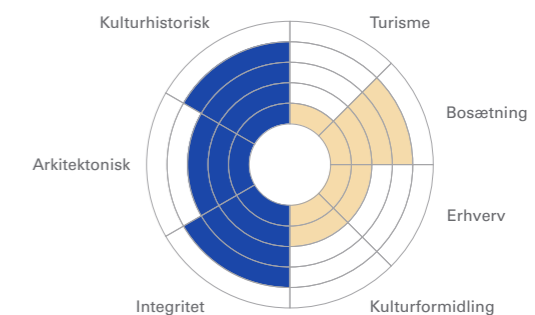 Kulturhistorisk
Turisme
Bosætning
Arkitektonisk
Erhverv
Integritet
Kulturformidling